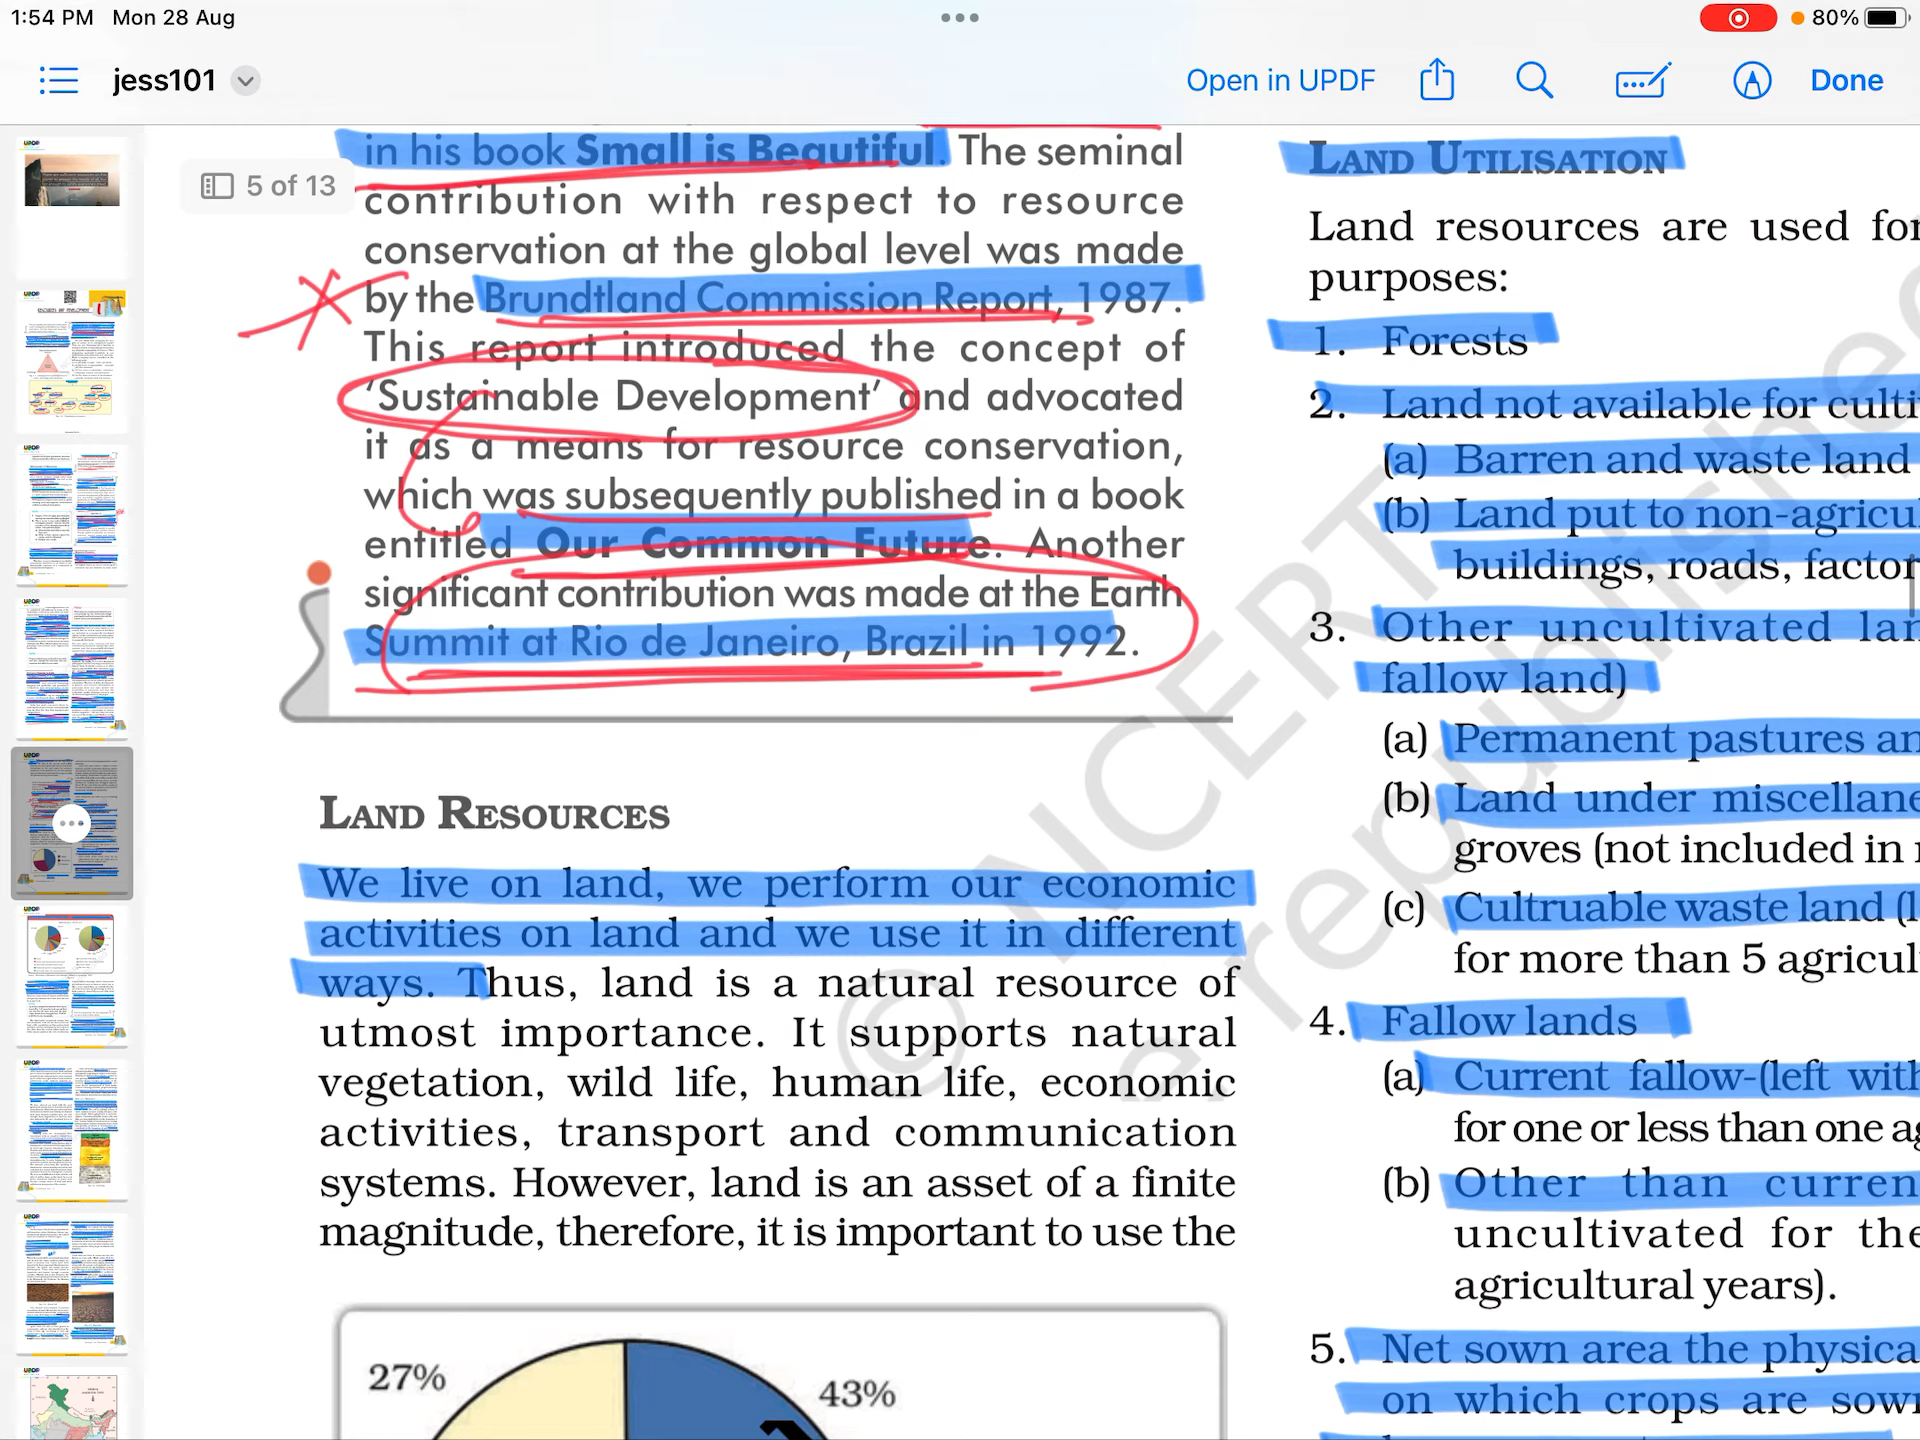 1:54 PM Mon 28 Aug
80%
jess101
Open in UPDF
Done
5 of 13
in his book Small is Beautiful. The seminal
contribution with respect to resource
conservation at the global level was made
by the Brundtland Commission Report, 1987.
This report introduced the concept of
‘Sustainable Development’ and advocated
it as a means for resource conservation,
which was subsequently published in a book
entitled Our Common Future. Another
significant contribution was made at the Earth
Summit at Rio de Janeiro, Brazil in 1992.
LAND RESOURCES
We live on land, we perform our economic
activities on land and we use it in different
ways. Thus, land is a natural resource of
utmost importance. It supports natural
vegetation, wild life, human life, economic
activities, transport and communication
systems. However, land is an asset of a finite
magnitude, therefore, it is important to use the
27%
43%
LAND UTILISATION
Land resources are used for
purposes:
1. Forests
2. Land not available for culti
(a) Barren and waste land
(b) Land put to non-agricul
buildings, roads, factor
3. Other uncultivated lan
fallow land)
(a) Permanent pastures an
(b) Land under miscellane
groves (not included in
(c) Cultruable waste land (l
for more than 5 agricul
4. Fallow lands
(a) Current fallow-(left with
for one or less than one ag
(b) Other than curren
uncultivated for the
agricultural years).
5. Net sown area the physica
on which crops are sown
© NCERT
republished